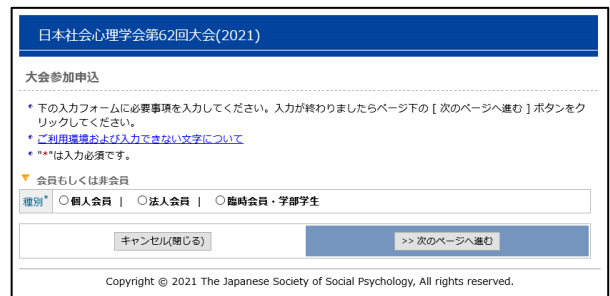 日本社会心理学会第62回大会(2021)
大会参加申込
下の入力フォームに必要事項を入力してください。入力が終わりましたらページ下の [ 次のページへ進む ] ボタンをク
リックしてください。
ご利用環境および入力できない文字について
"*"は入力必須です。
会員もしくは非会員
種別* ○個人会員 | ○法人会員 | ○臨時会員・学部学生
キャンセル(閉じる) >> 次のページへ進む
Copyright © 2021 The Japanese Society of Social Psychology, All rights reserved.